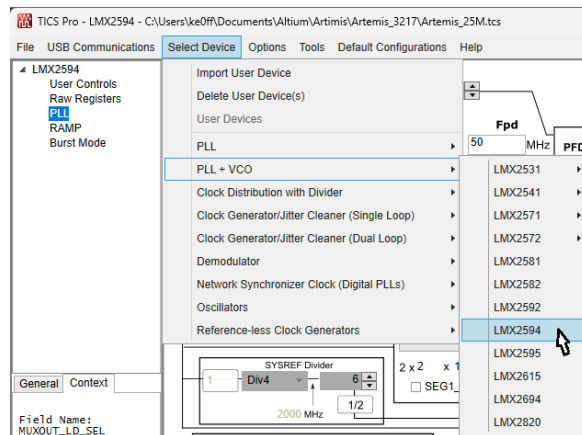 TICS Pro - LMX2594 - C:\Users\ke0ff\Documents\Altium\Artimis\Artemis_3217\Artemis_25M.tcs
File USB Communications Select Device Options Tools Default Configurations Help
LMX2594
User Controls
Raw Registers
PLL
RAMP
Burst Mode
Import User Device
Delete User Device(s)
User Devices
PLL
PLL + VCO
Clock Distribution with Divider
Clock Generator/Jitter Cleaner (Single Loop)
Clock Generator/Jitter Cleaner (Dual Loop)
Demodulator
Network Synchronizer Clock (Digital PLLs)
Oscillators
Reference-less Clock Generators
Fpd
50 MHz PFD
LMX2531
LMX2541
LMX2571
LMX2572
LMX2581
LMX2582
LMX2592
LMX2594
LMX2595
LMX2615
LMX2694
LMX2820
SYSREF Divider
1 Div4 6
2000 MHz
1/2
2 x 2 x 1
SEG1_
General Context
Field Name:
MUXOUT_LD_SEL